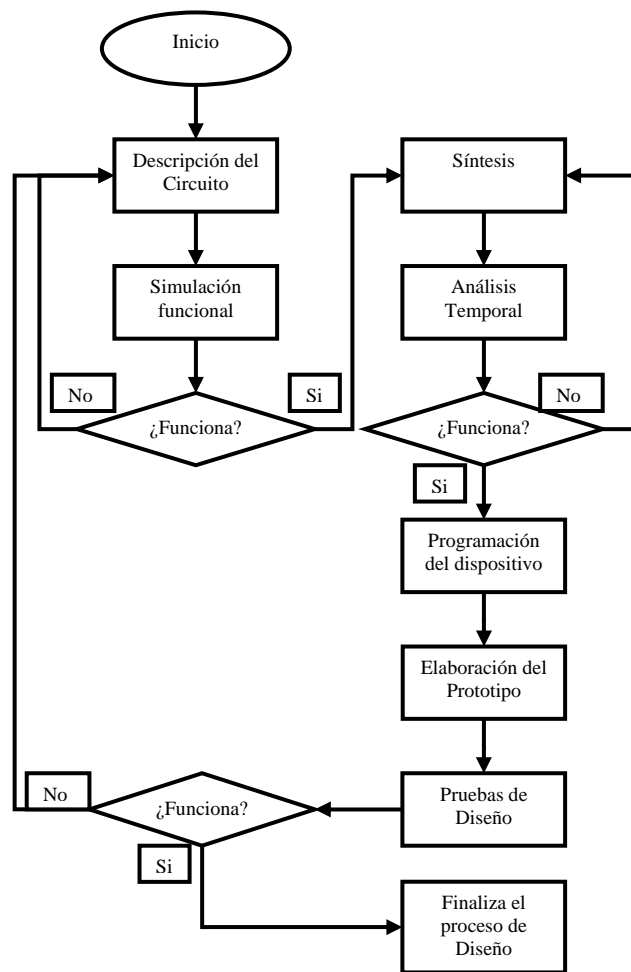 Inicio
Descripción del
Circuito
Simulación
funcional
No
Si
¿Funciona?
Síntesis
Análisis
Temporal
No
¿Funciona?
Si
Programación
del dispositivo
Elaboración del
Prototipo
Pruebas de
Diseño
No
¿Funciona?
Si
Finaliza el
proceso de
Diseño